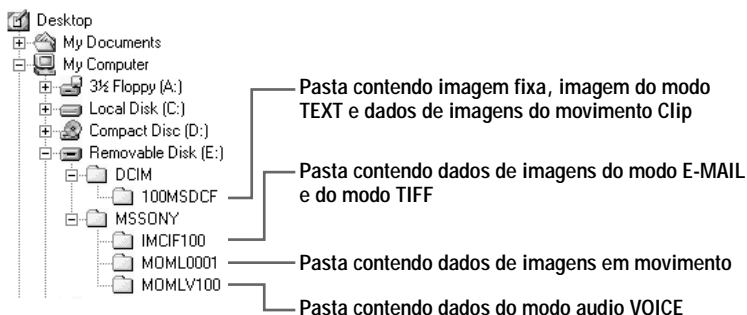 Desktop
My Documents
My Computer
3½ Floppy (A:)
Pasta contendo imagem fixa, imagem do modo
Local Disk (C:)
TEXT e dados de imagens do movimento Clip
Compact Disc (D:)
Removable Disk (E:)
DCIM
Pasta contendo dados de imagens do modo E-MAIL
100MSDCF
e do modo TIFF
MSSONY
IMCIF100
MOML0001
Pasta contendo dados de imagens em movimento
MOMLV100
Pasta contendo dados do modo audio VOICE